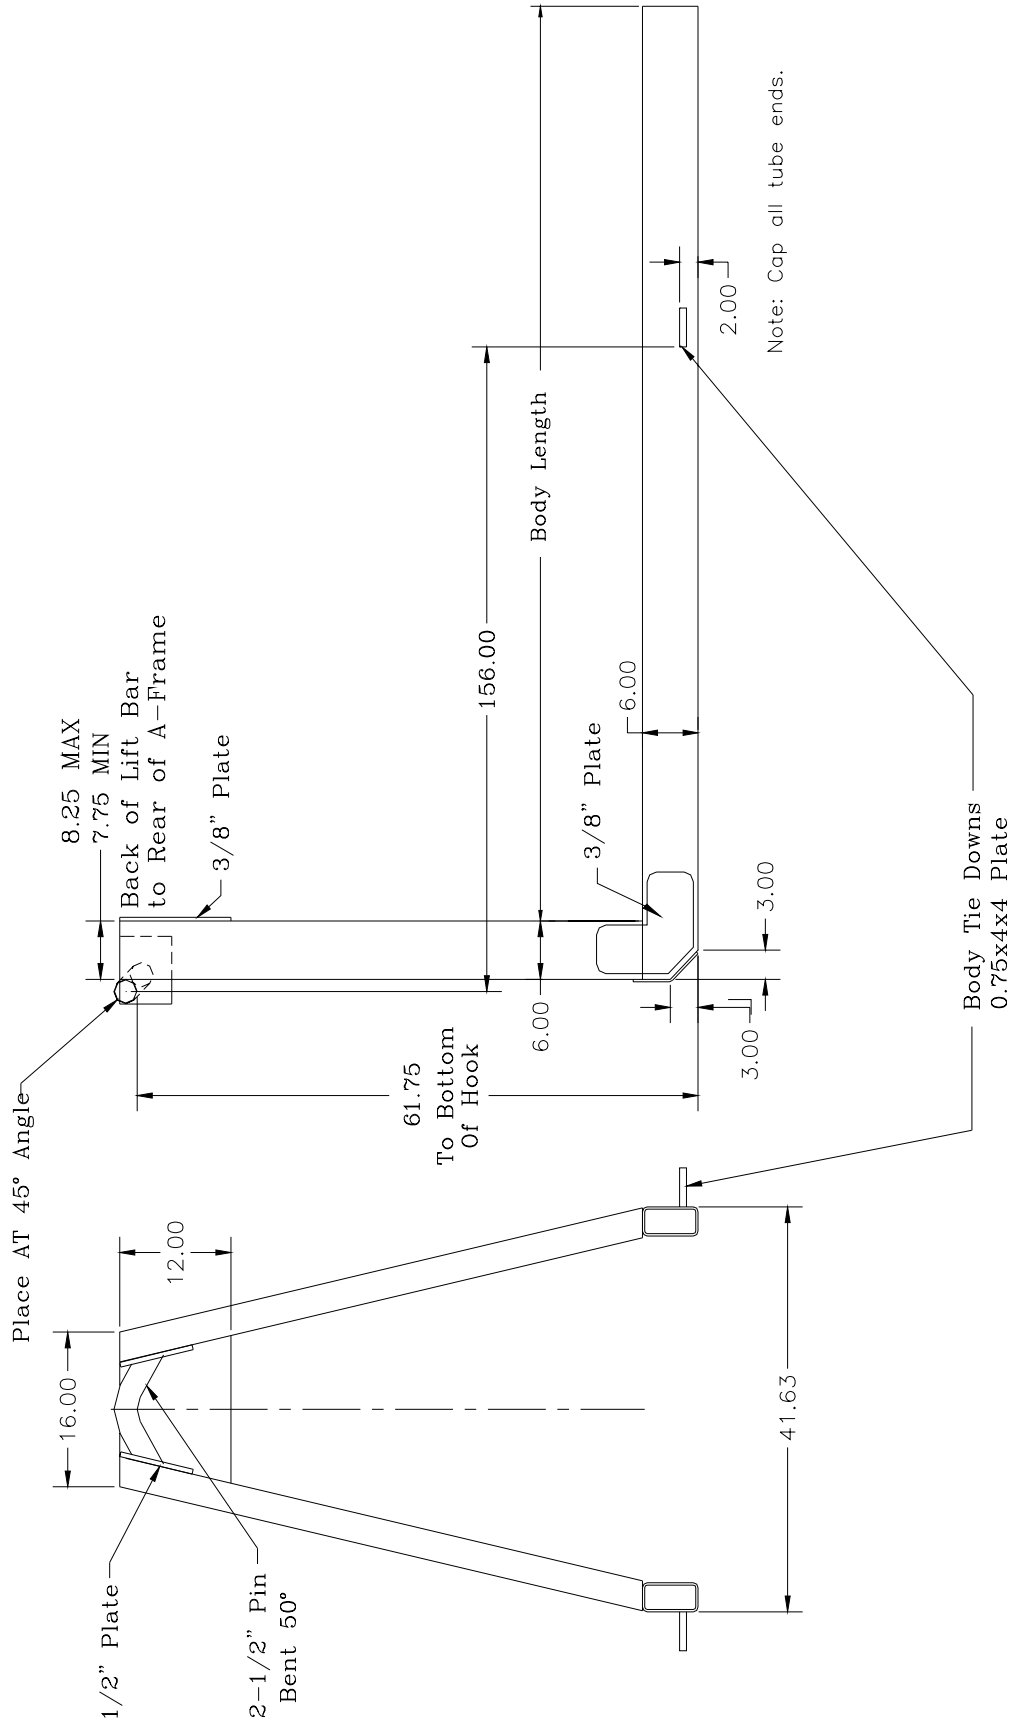 Place AT 45° Angle
8.25 MAX
7.75 MIN
Back of Lift Bar
to Rear of A-Frame
3/8" Plate
16.00
12.00
1/2" Plate
2-1/2" Pin
Bent 50°
61.75
To Bottom
Of Hook
156.00
Body Length
6.00
3/8" Plate
6.00
3.00
3.00
2.00
Note: Cap all tube ends.
41.63
Body Tie Downs
0.75x4x4 Plate